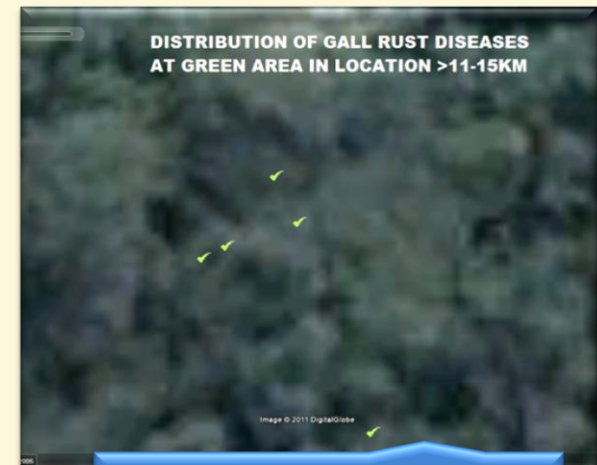 DISTRIBUTION OF GALL RUST DISEASES
AT GREEN AREA IN LOCATION >11-15KM
Image © 2011 DigitalGlobe